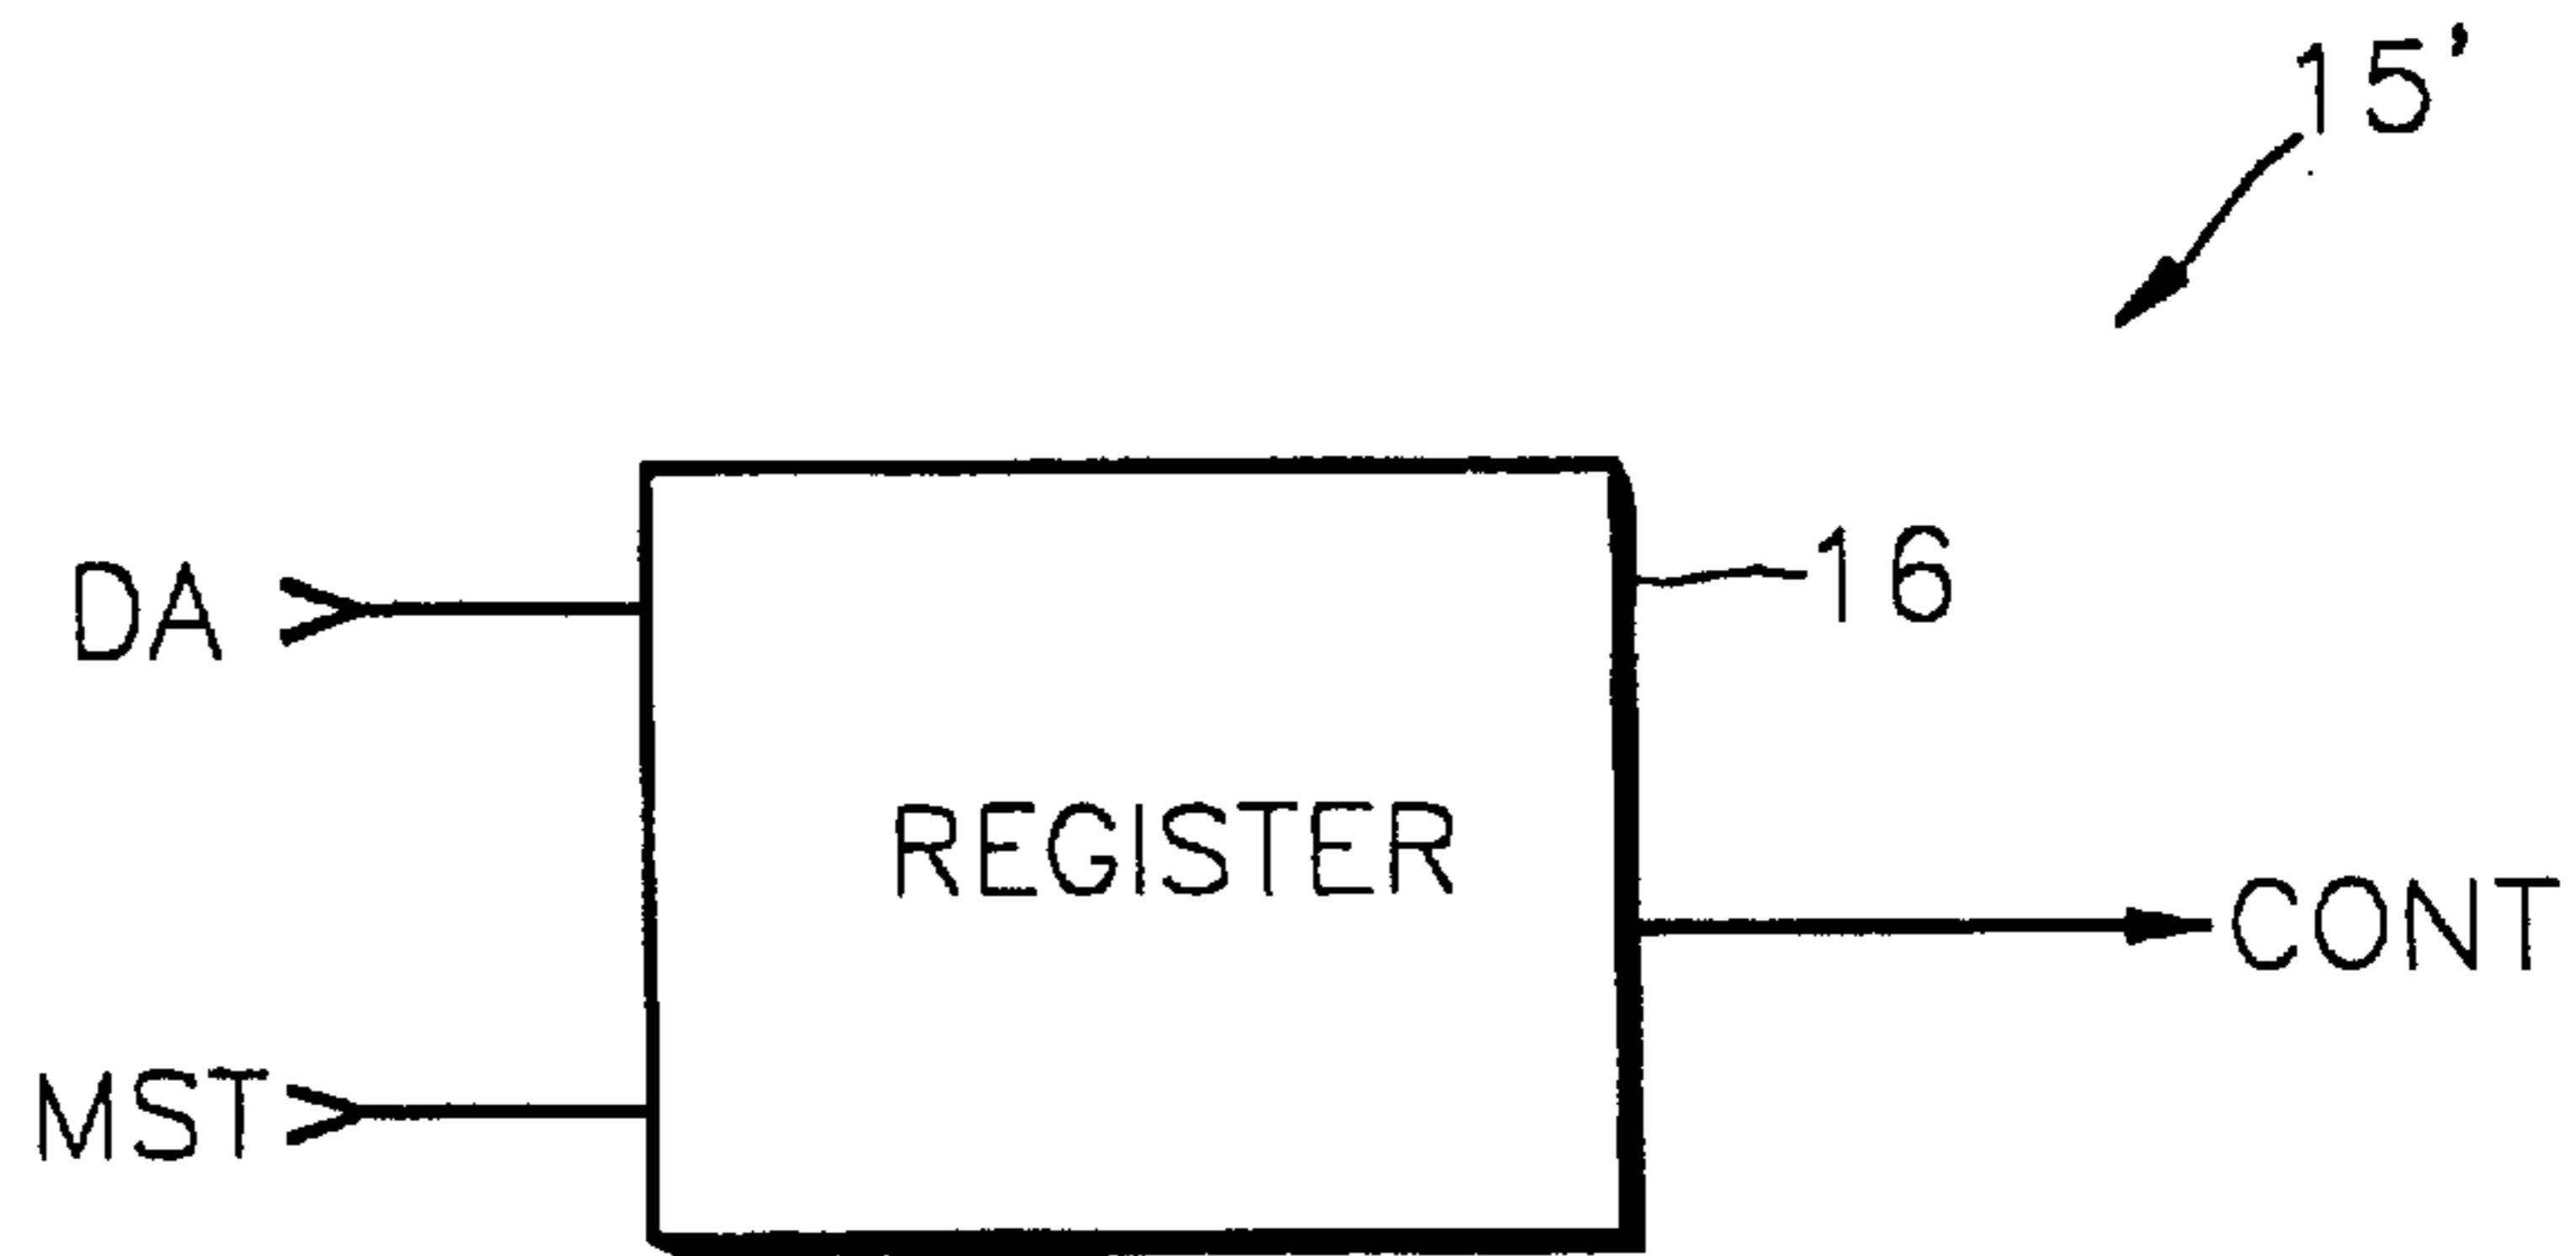 15'
16
DA
REGISTER
CONT
MST